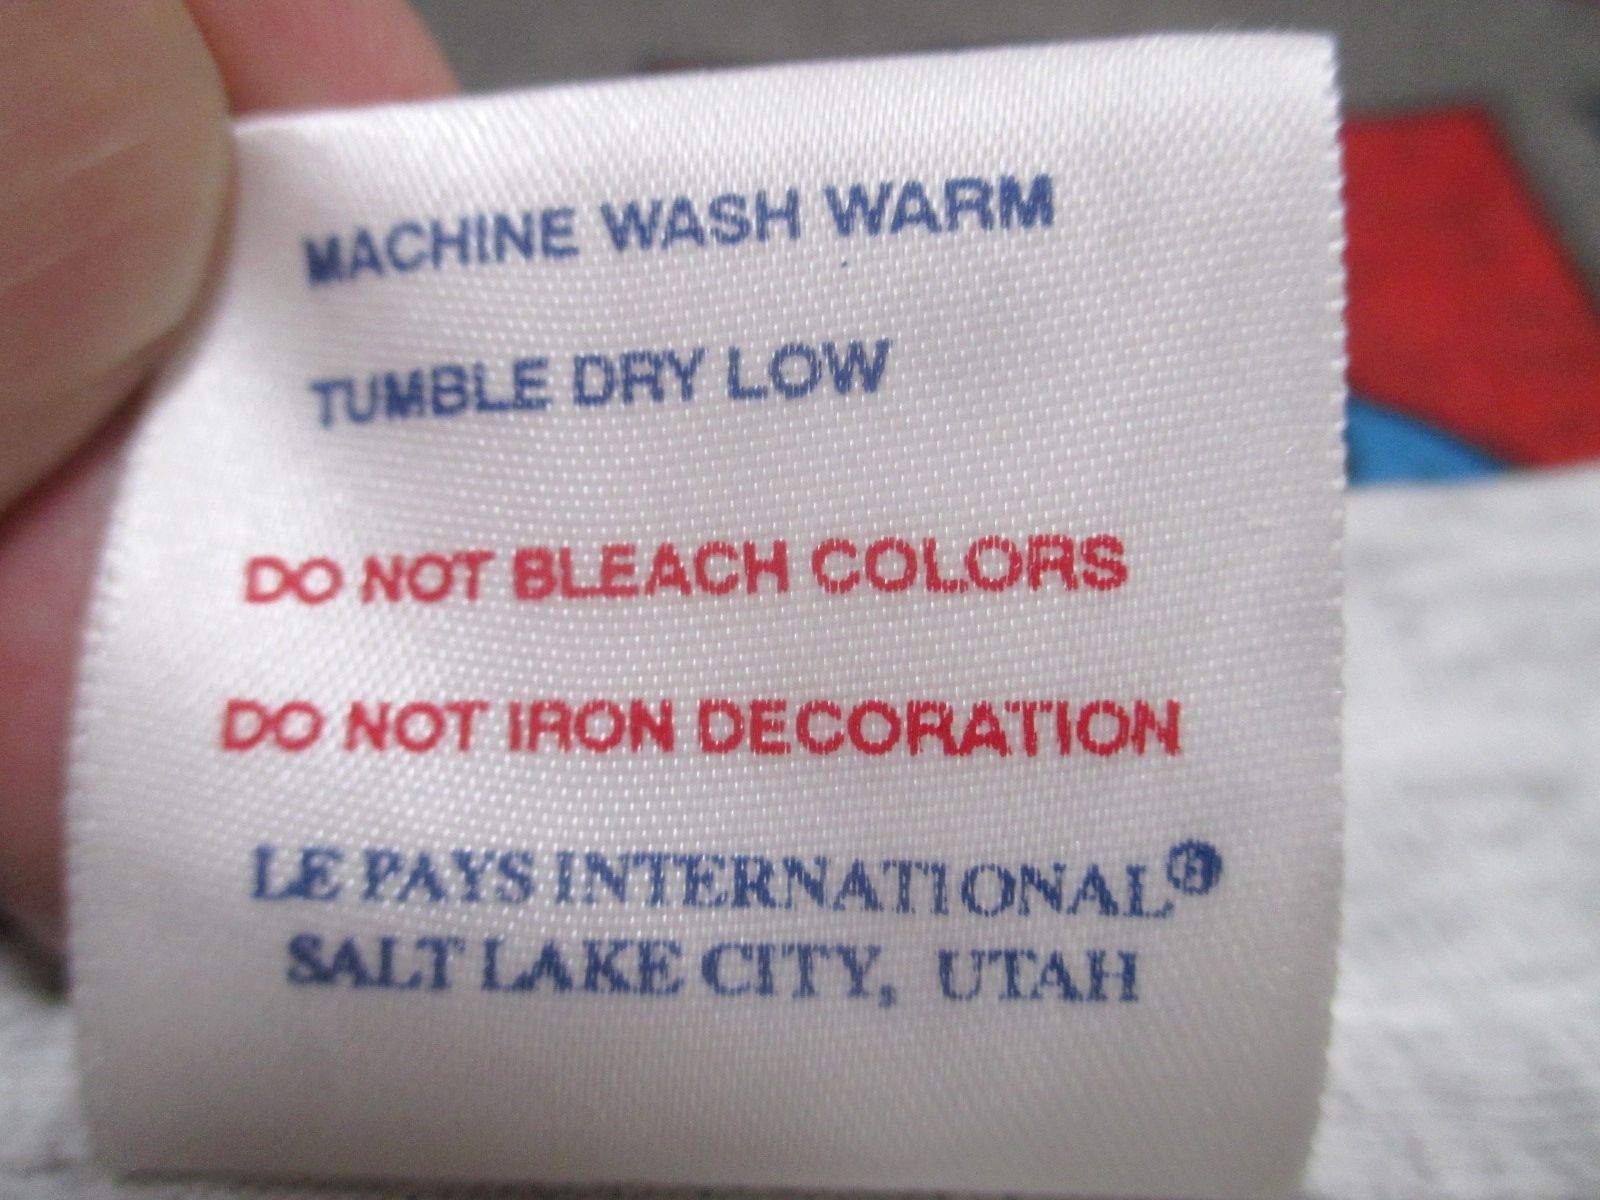 MACHINE WASH WARM
TUMBLE DRY LOW
DO NOT BLEACH COLORS
DO NOT IRON DECORATION
LE PAYS INTERNATIONAL®
SALT LAKE CITY, UTAH